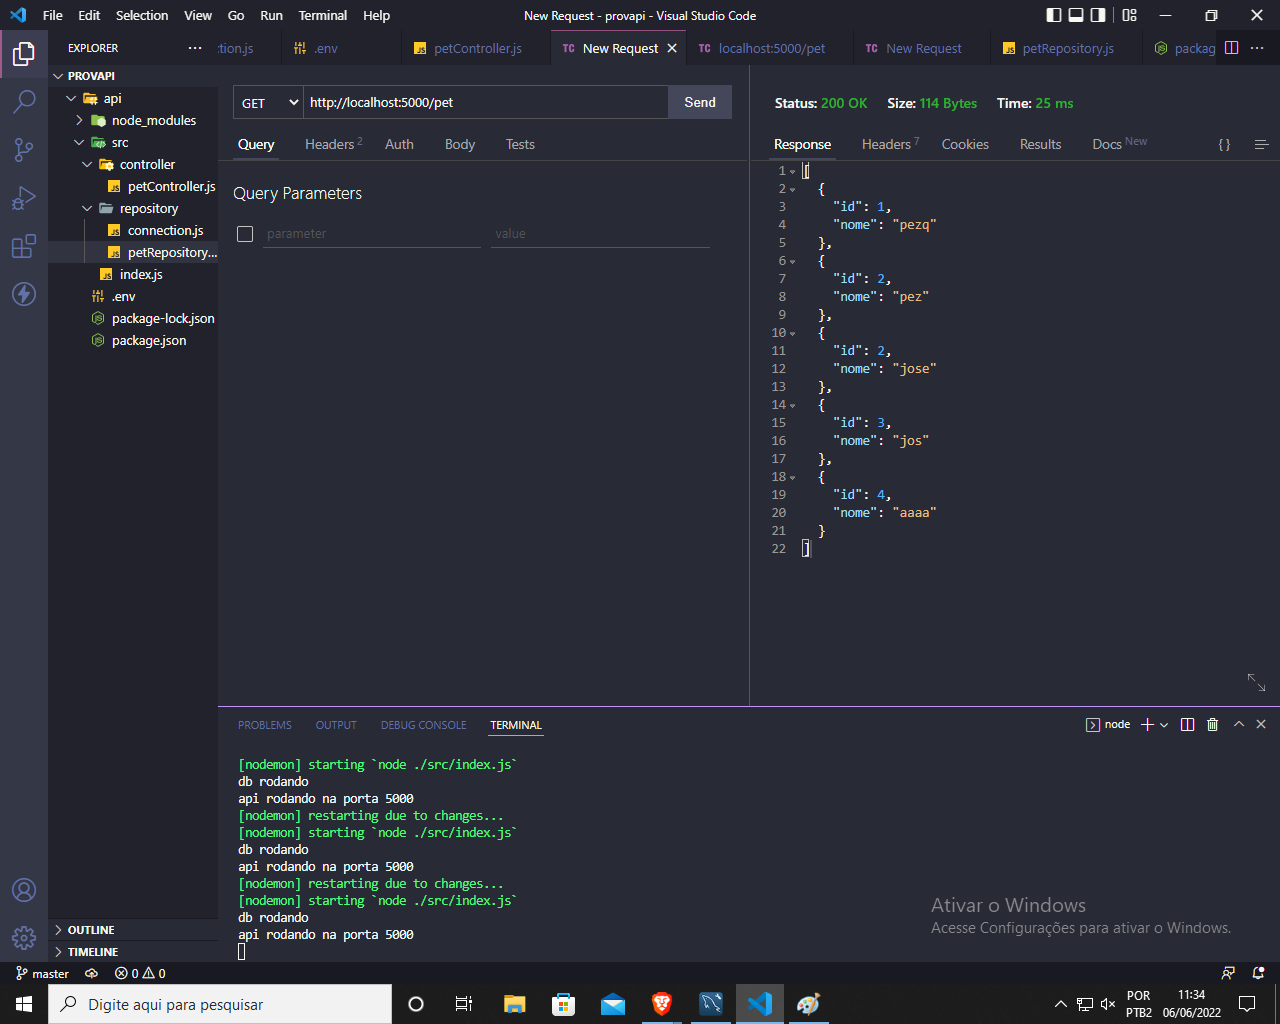 File Edit Selection View Go Run Terminal Help
New Request - provapi - Visual Studio Code
EXPLORER
PROVAPI
api
node_modules
src
controller
petController.js
repository
connection.js
petRepository...
index.js
.env
package-lock.json
package.json
OUTLINE
TIMELINE
tion.js
.env
JS petController.js
TC New Request
TC localhost:5000/pet
TC New Request
JS petRepository.js
packag
GET http://localhost:5000/pet Send
Query Headers 2 Auth Body Tests
Query Parameters
parameter value
Status: 200 OK Size: 114 Bytes Time: 25 ms
Response Headers 7 Cookies Results Docs New { }
1 [
2 {
3 "id": 1,
4 "nome": "pezq"
5 },
6 {
7 "id": 2,
8 "nome": "pez"
9 },
10 {
11 "id": 2,
12 "nome": "jose"
13 },
14 {
15 "id": 3,
16 "nome": "jos"
17 },
18 {
19 "id": 4,
20 "nome": "aaaa"
21 }
22 ]
PROBLEMS OUTPUT DEBUG CONSOLE TERMINAL
node
[nodemon] starting `node ./src/index.js`
db rodando
api rodando na porta 5000
[nodemon] restarting due to changes...
[nodemon] starting `node ./src/index.js`
db rodando
api rodando na porta 5000
[nodemon] restarting due to changes...
[nodemon] starting `node ./src/index.js`
db rodando
api rodando na porta 5000
Ativar o Windows
Acesse Configurações para ativar o Windows.
master 0 0
Digite aqui para pesquisar
POR
PTB2
11:34
06/06/2022